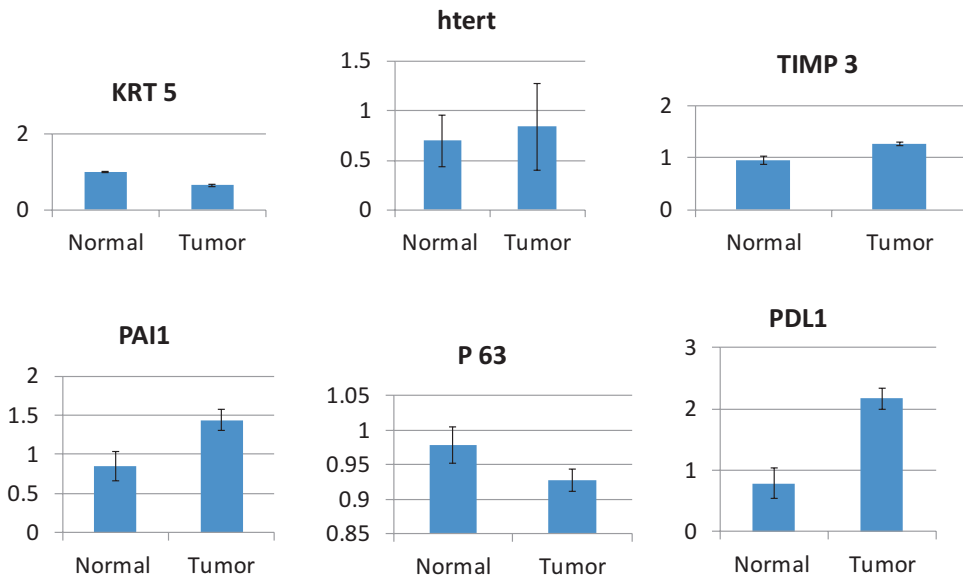 KRT 5
2
0
Normal Tumor
htert
1.5
1
0.5
0
Normal Tumor
TIMP 3
2
1
0
Normal Tumor
PAI1
2
1.5
1
0.5
0
Normal Tumor
P 63
1.05
1
0.95
0.9
0.85
Normal Tumor
PDL1
3
2
1
0
Normal Tumor